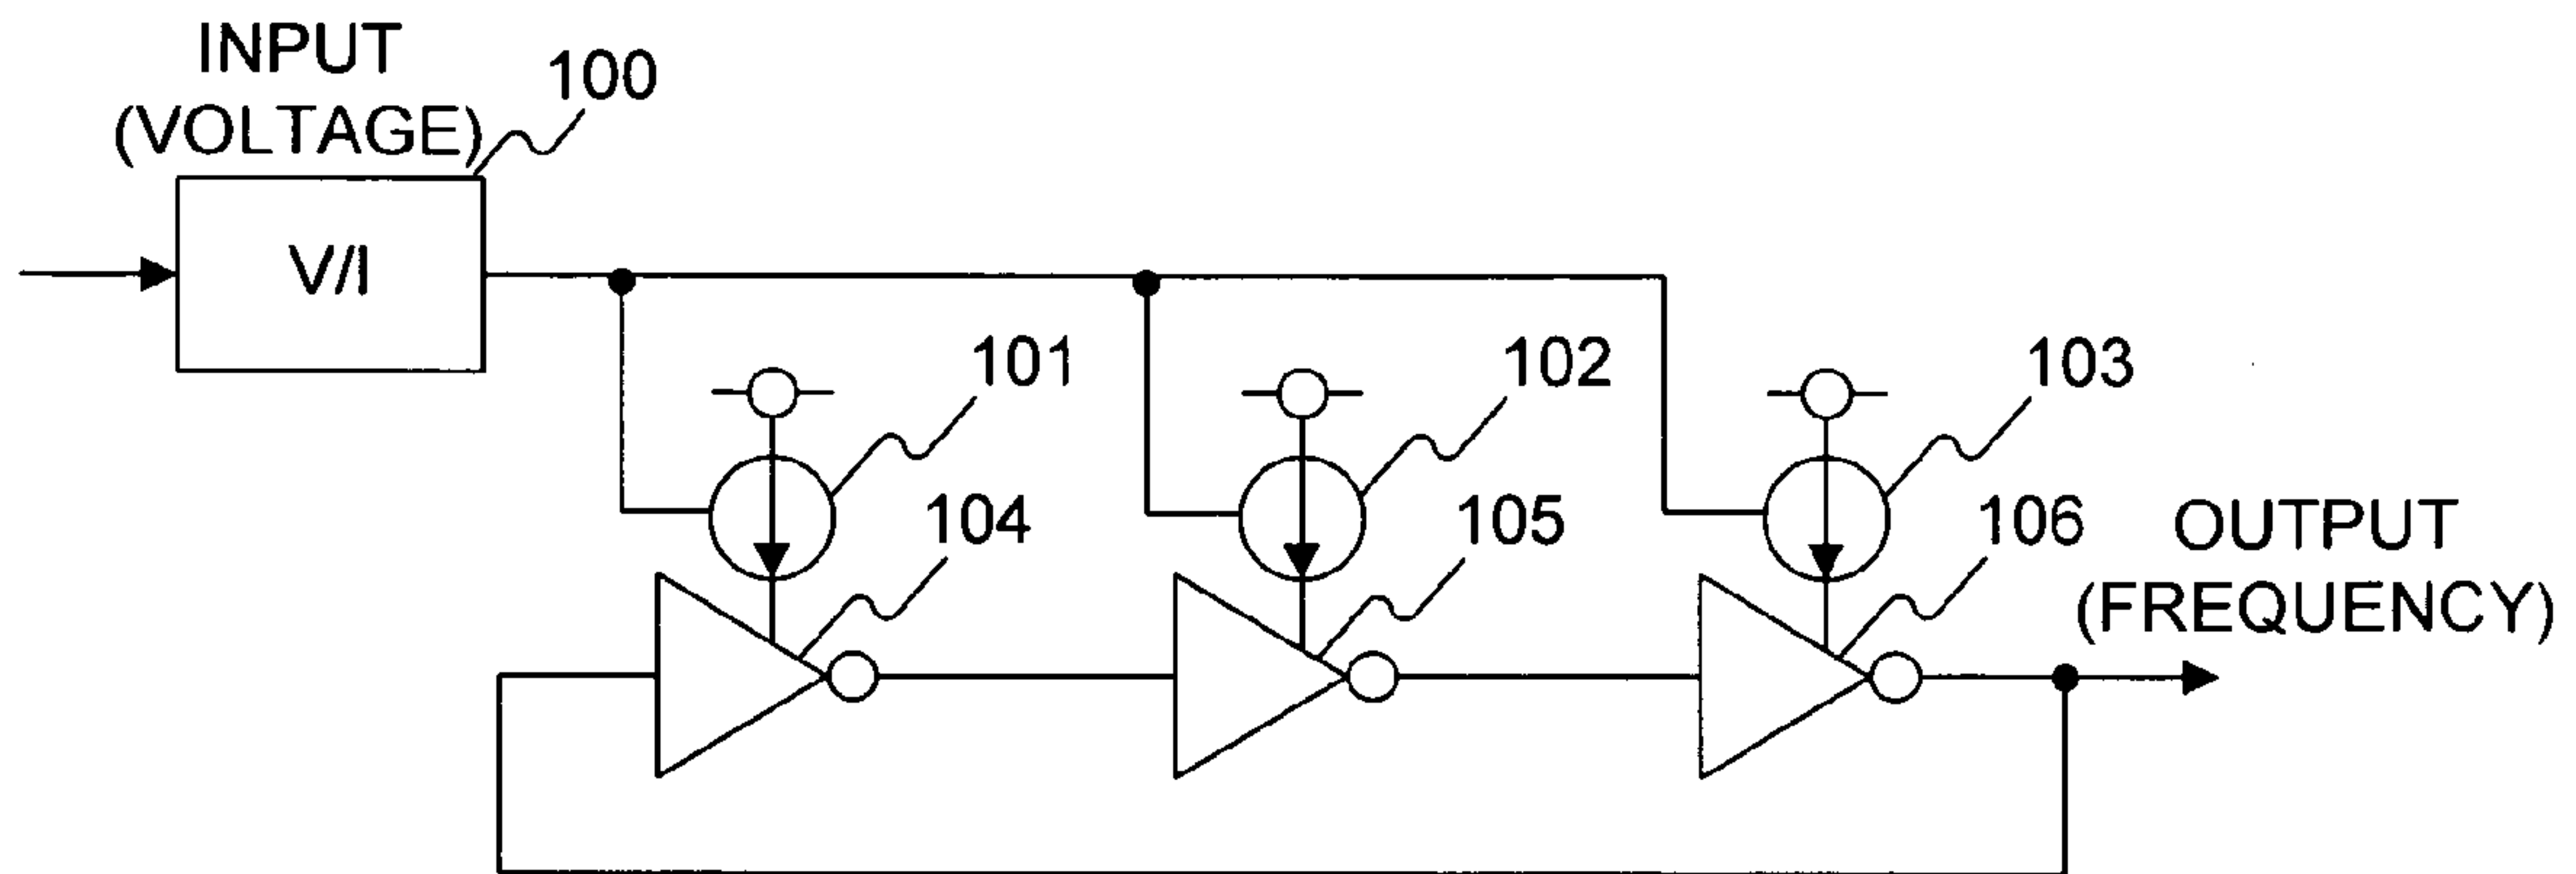 INPUT
(VOLTAGE)
100
V/I
101
102
103
104
105
106
OUTPUT
(FREQUENCY)